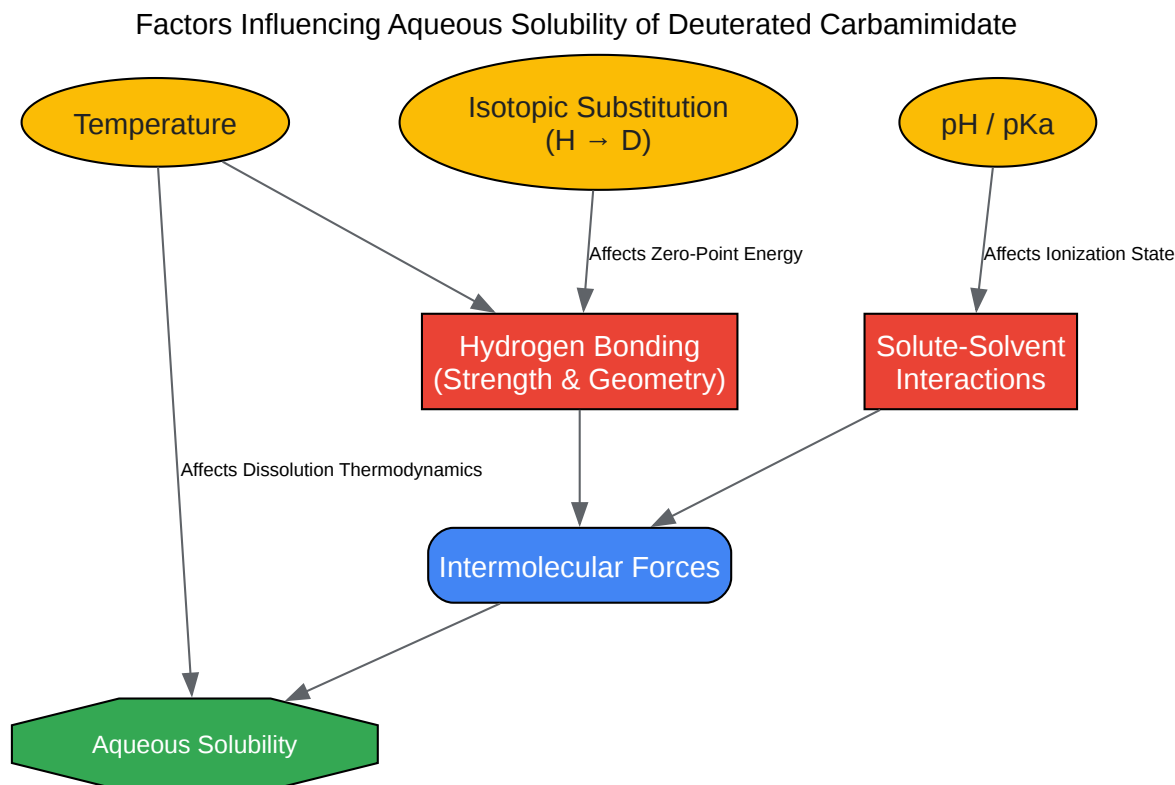 Factors Influencing Aqueous Solubility of Deuterated Carbamimidate
Temperature
Isotopic Substitution
(H → D)
pH / pKa
Affects Zero-Point Energy
Affects Ionization State
Hydrogen Bonding
(Strength & Geometry)
Solute-Solvent
Interactions
Affects Dissolution Thermodynamics
Intermolecular Forces
Aqueous Solubility